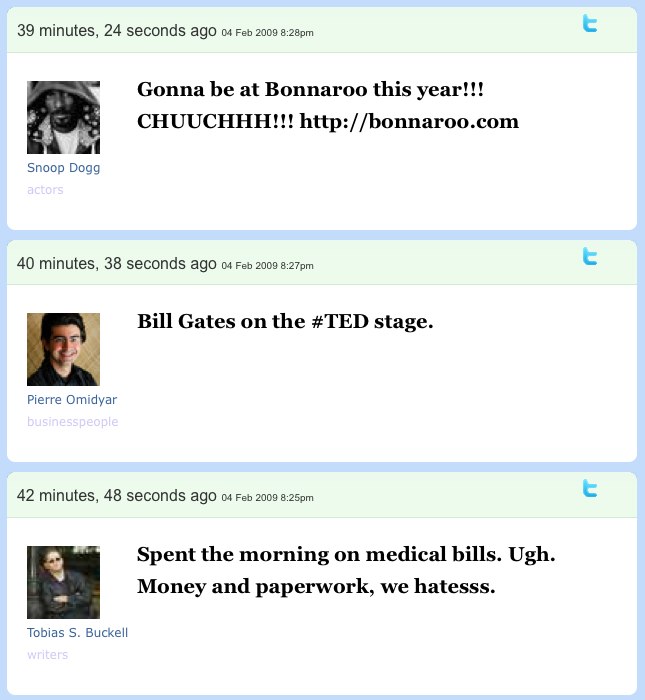 39 minutes, 24 seconds ago 04 Feb 2009 8:28pm
Gonna be at Bonnaroo this year!!!
CHUUCHHH!!! http://bonnaroo.com
Snoop Dogg
actors
40 minutes, 38 seconds ago 04 Feb 2009 8:27pm
Bill Gates on the #TED stage.
Pierre Omidyar
businesspeople
42 minutes, 48 seconds ago 04 Feb 2009 8:25pm
Spent the morning on medical bills. Ugh.
Money and paperwork, we hatesss.
Tobias S. Buckell
writers